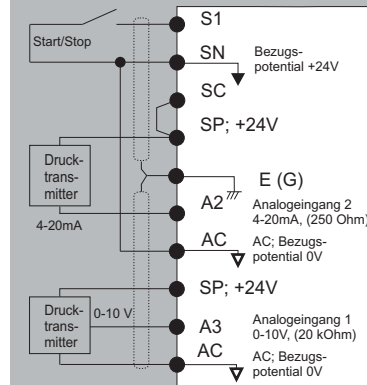 S1
Start/Stop
SN
Bezugs-
potential +24V
SC
SP; +24V
Druck-
trans-
mitter
4-20mA
E (G)
A2
Analogeingang 2
4-20mA, (250 Ohm)
AC
AC; Bezugs-
potential 0V
SP; +24V
Druck-
trans-
mitter
0-10 V
A3
Analogeingang 1
0-10V, (20 kOhm)
AC
AC; Bezugs-
potential 0V